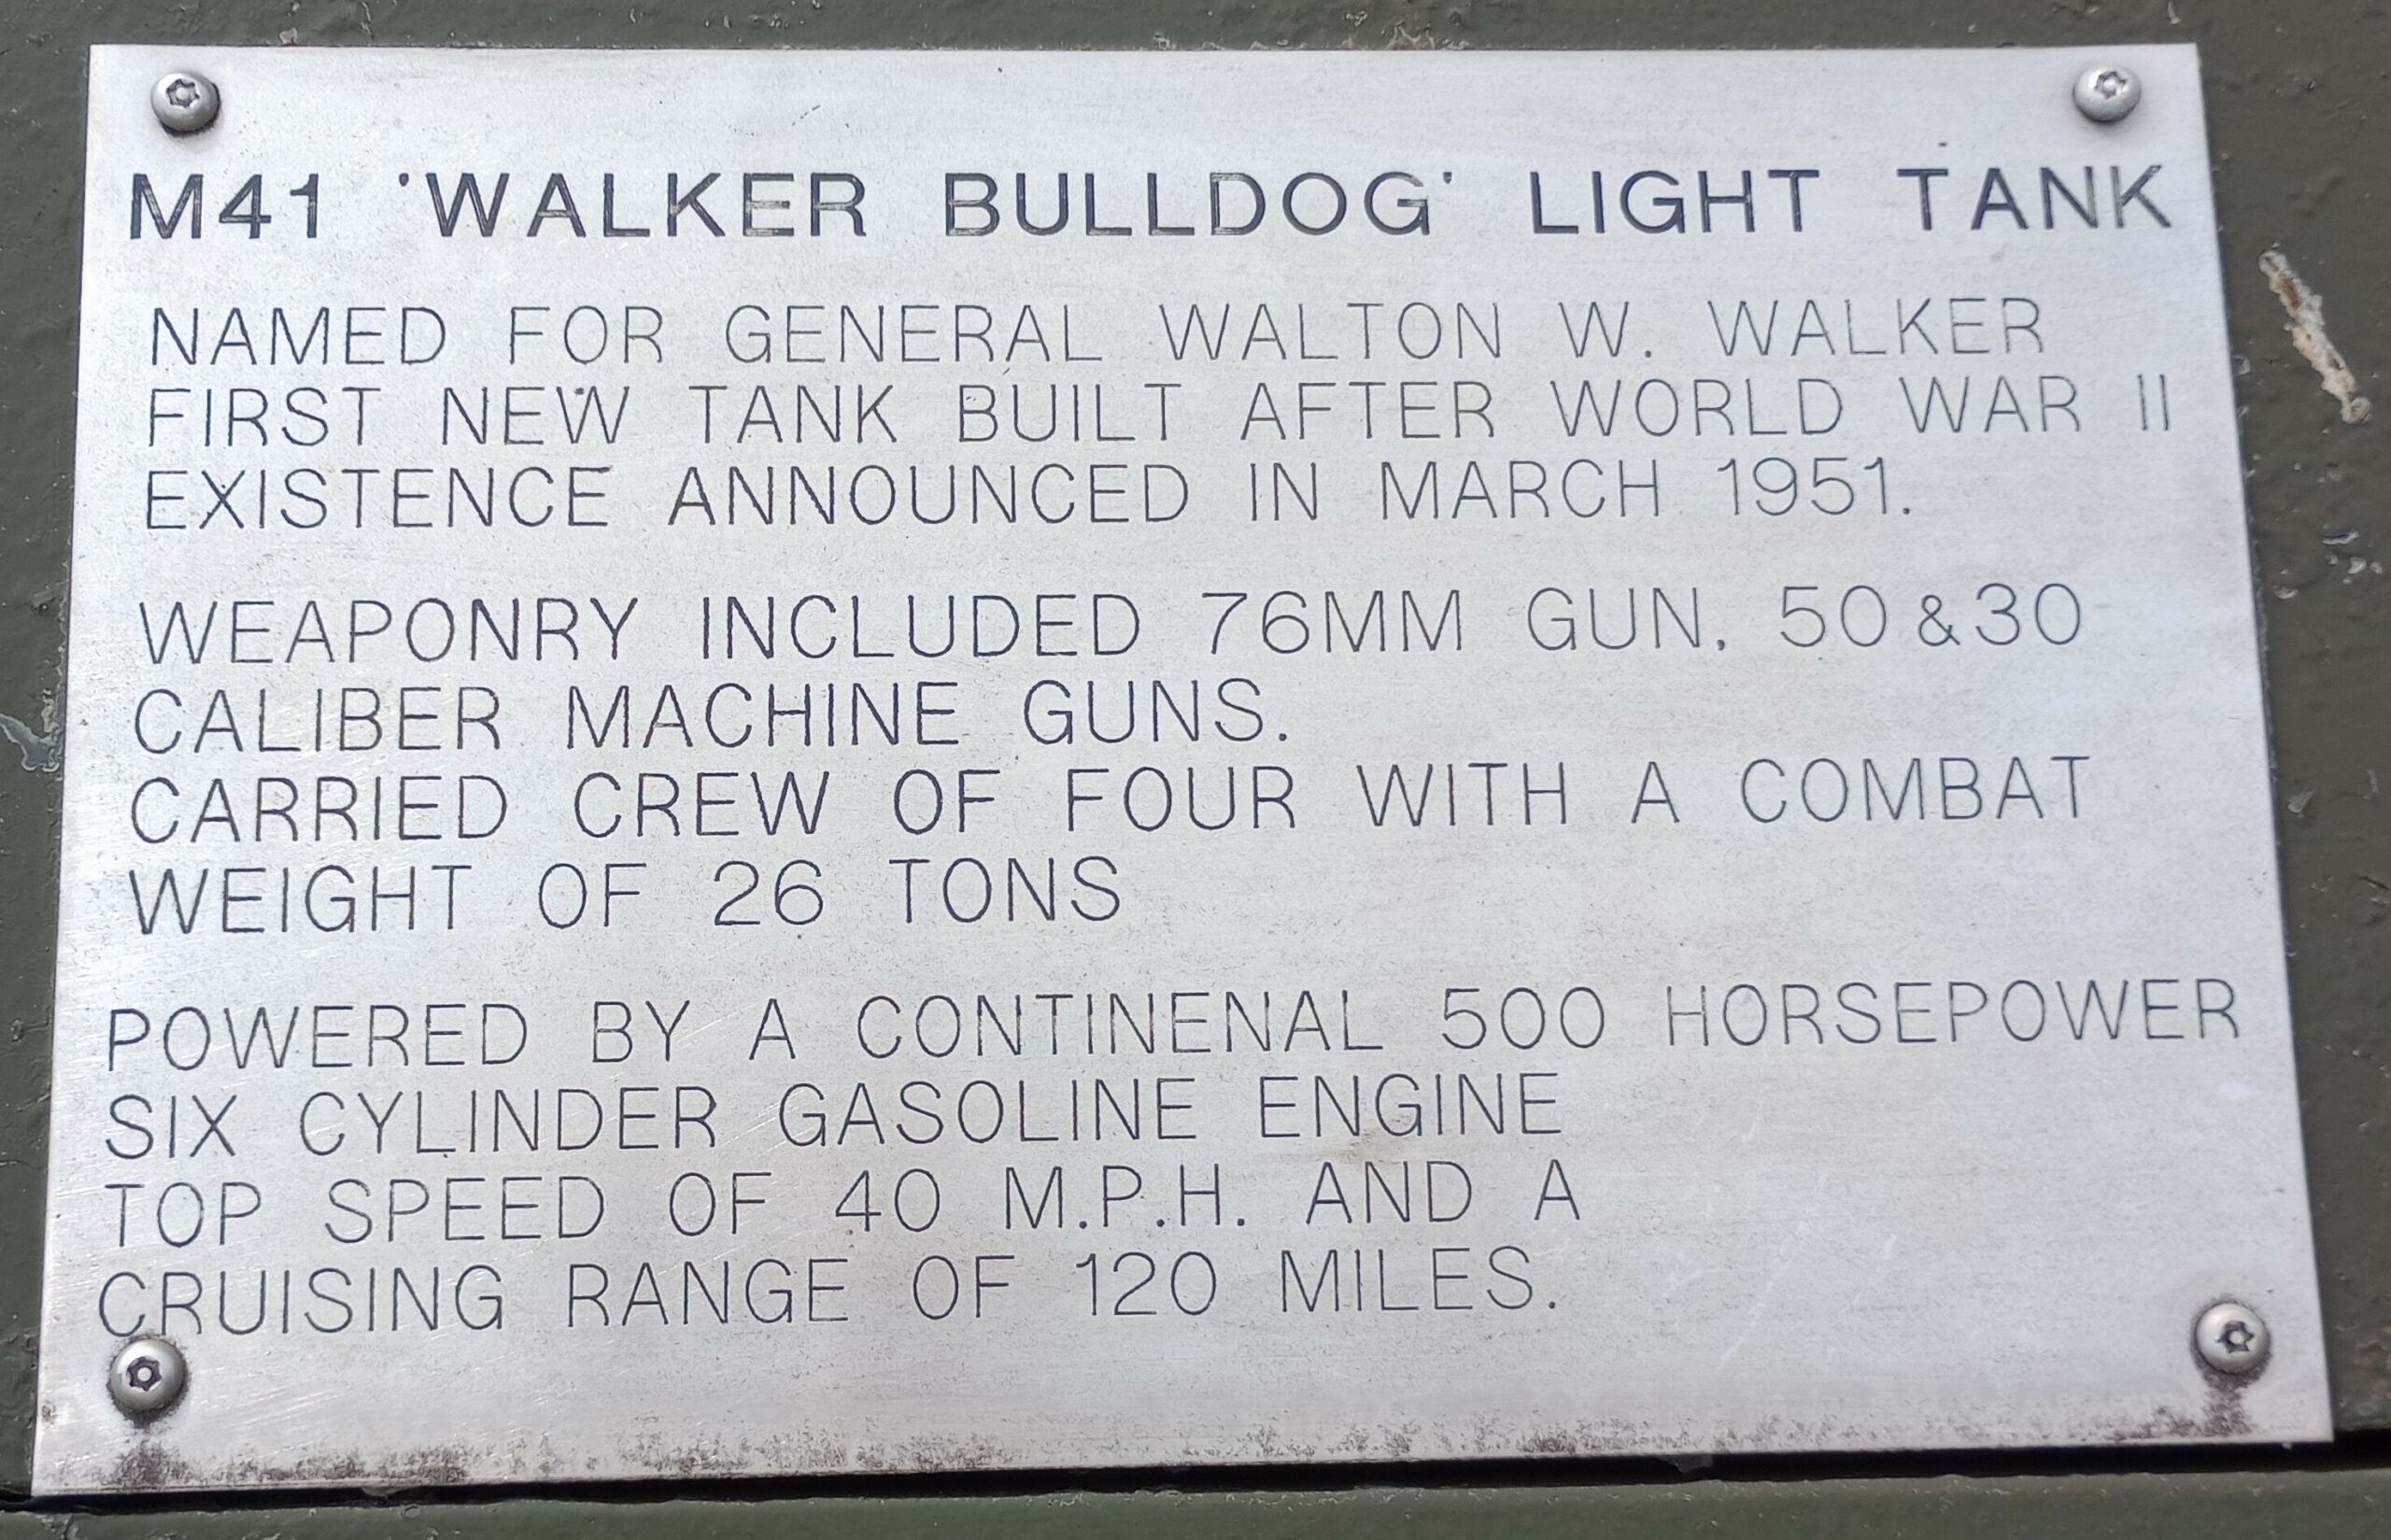 M41 'WALKER BULLDOG' LIGHT TANK
NAMED FOR GENERAL WALTON W. WALKER
FIRST NEW TANK BUILT AFTER WORLD WAR II
EXISTENCE ANNOUNCED IN MARCH 1951.
WEAPONRY INCLUDED 76MM GUN. 50 & 30
CALIBER MACHINE GUNS.
CARRIED CREW OF FOUR WITH A COMBAT
WEIGHT OF 26 TONS
POWERED BY A CONTINENAL 500 HORSEPOWER
SIX CYLINDER GASOLINE ENGINE
TOP SPEED OF 40 M.P.H. AND A
CRUISING RANGE OF 120 MILES.